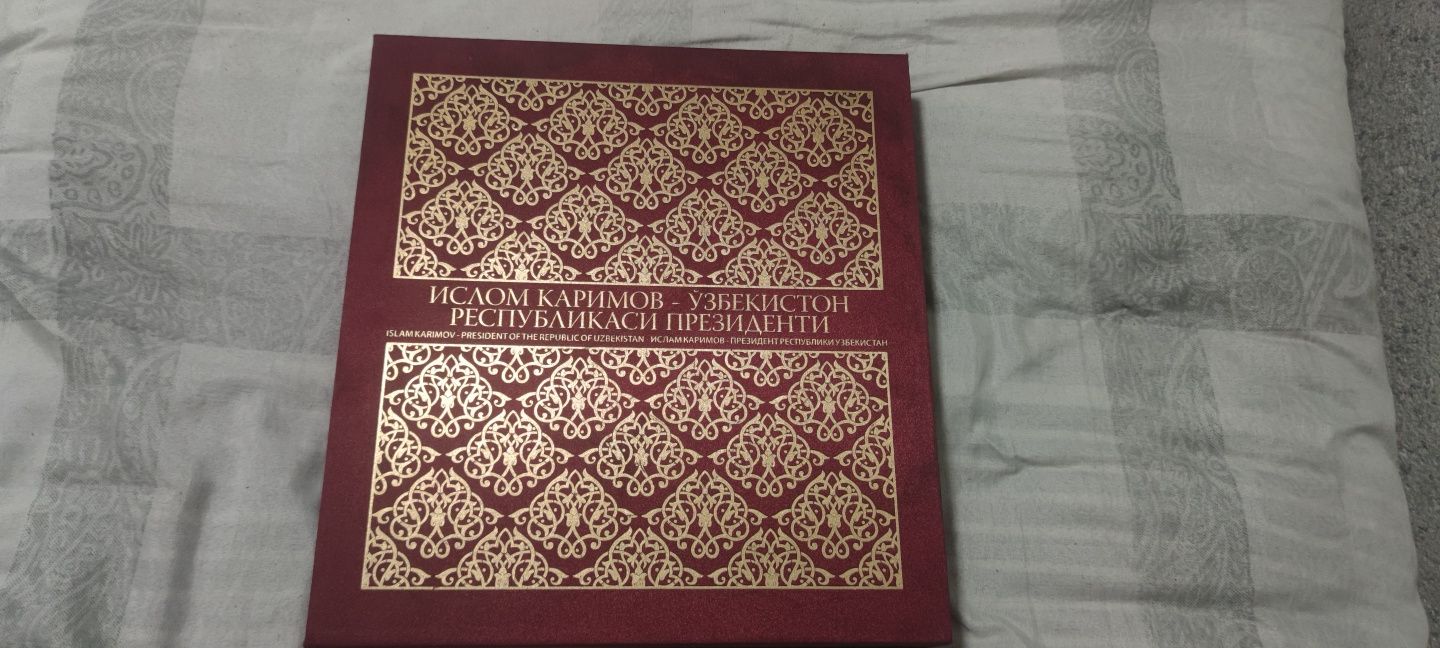 ИСЛОМ КАРИМОВ - ЎЗБЕКИСТОН
РЕСПУБЛИКАСИ ПРЕЗИДЕНТИ
ISLAM KARIMOV - PRESIDENT OF THE REPUBLIC OF UZBEKISTAN - ИСЛАМ КАРИМОВ - ПРЕЗИДЕНТ РЕСПУБЛИКИ УЗБЕКИСТАН